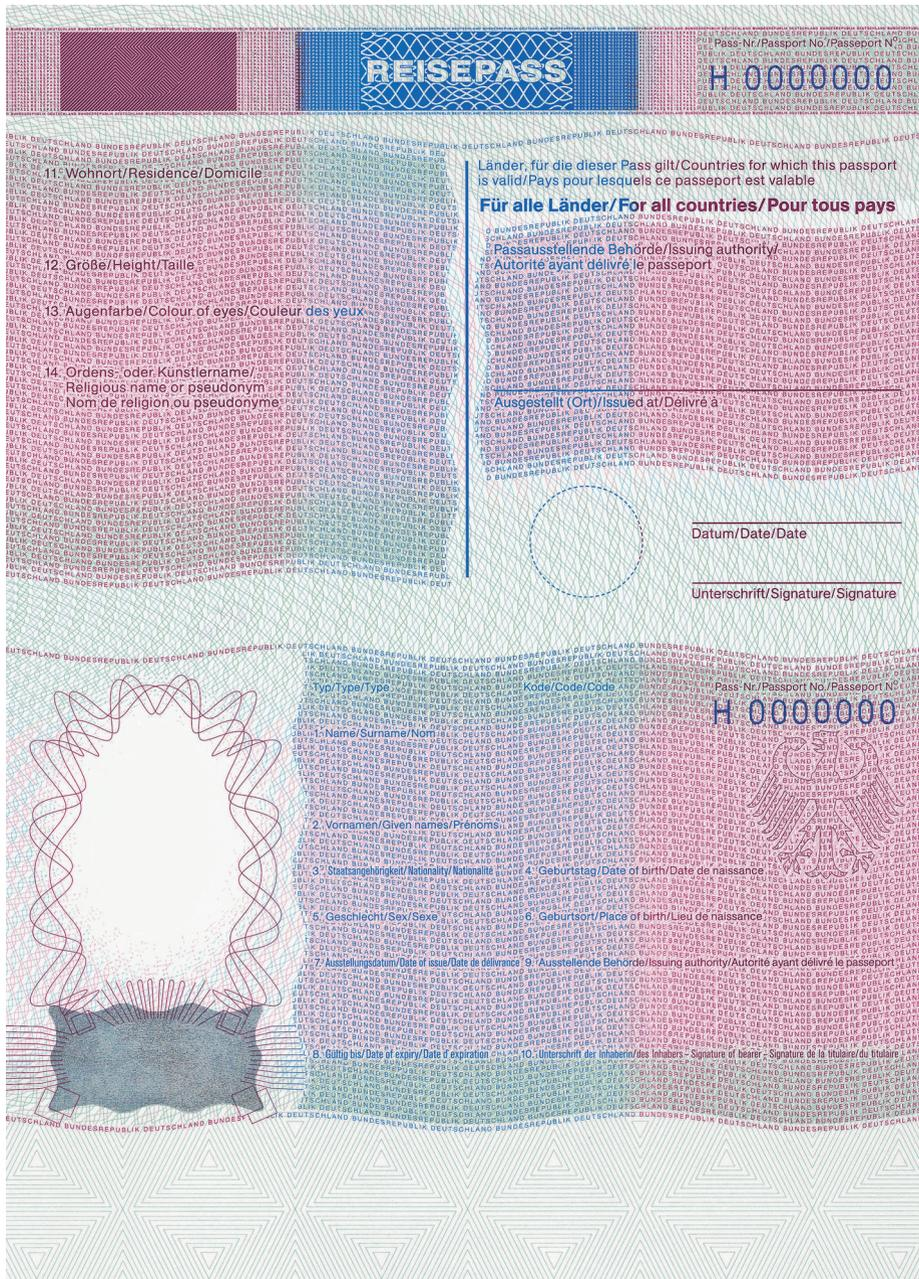 REISEPASS
Pass-Nr./Passport No./Passeport N°.
H 0000000
11. Wohnort/Residence/Domicile
12. Größe/Height/Taille
13. Augenfarbe/Colour of eyes/Couleur des yeux
14. Ordens- oder Künstlername/
Religious name or pseudonym
Nom de religion ou pseudonyme
Länder, für die dieser Pass gilt/Countries for which this passport
is valid/Pays pour lesquels ce passeport est valable
Für alle Länder/For all countries/Pour tous pays
Passausstellende Behörde/Issuing authority/
Autorité ayant délivré le passeport
Ausgestellt (Ort)/Issued at/Délivré à
Datum/Date/Date
Unterschrift/Signature/Signature
Typ/Type/Type
Kode/Code/Code
Pass-Nr./Passport No./Passeport N°.
H 0000000
1. Name/Surname/Nom
2. Vornamen/Given names/Prénoms
3. Staatsangehörigkeit/Nationality/Nationalité
4. Geburtstag/Date of birth/Date de naissance
5. Geschlecht/Sex/Sexe
6. Geburtsort/Place of birth/Lieu de naissance
7. Ausstellungsdatum/Date of issue/Date de délivrance
9. Ausstellende Behörde/Issuing authority/Autorité ayant délivré le passeport
8. Gültig bis/Date of expiry/Date d'expiration
10. Unterschrift der Inhaberin/des Inhabers - Signature of bearer - Signature de la titulaire/du titulaire
BUNDESREPUBLIK DEUTSCHLAND